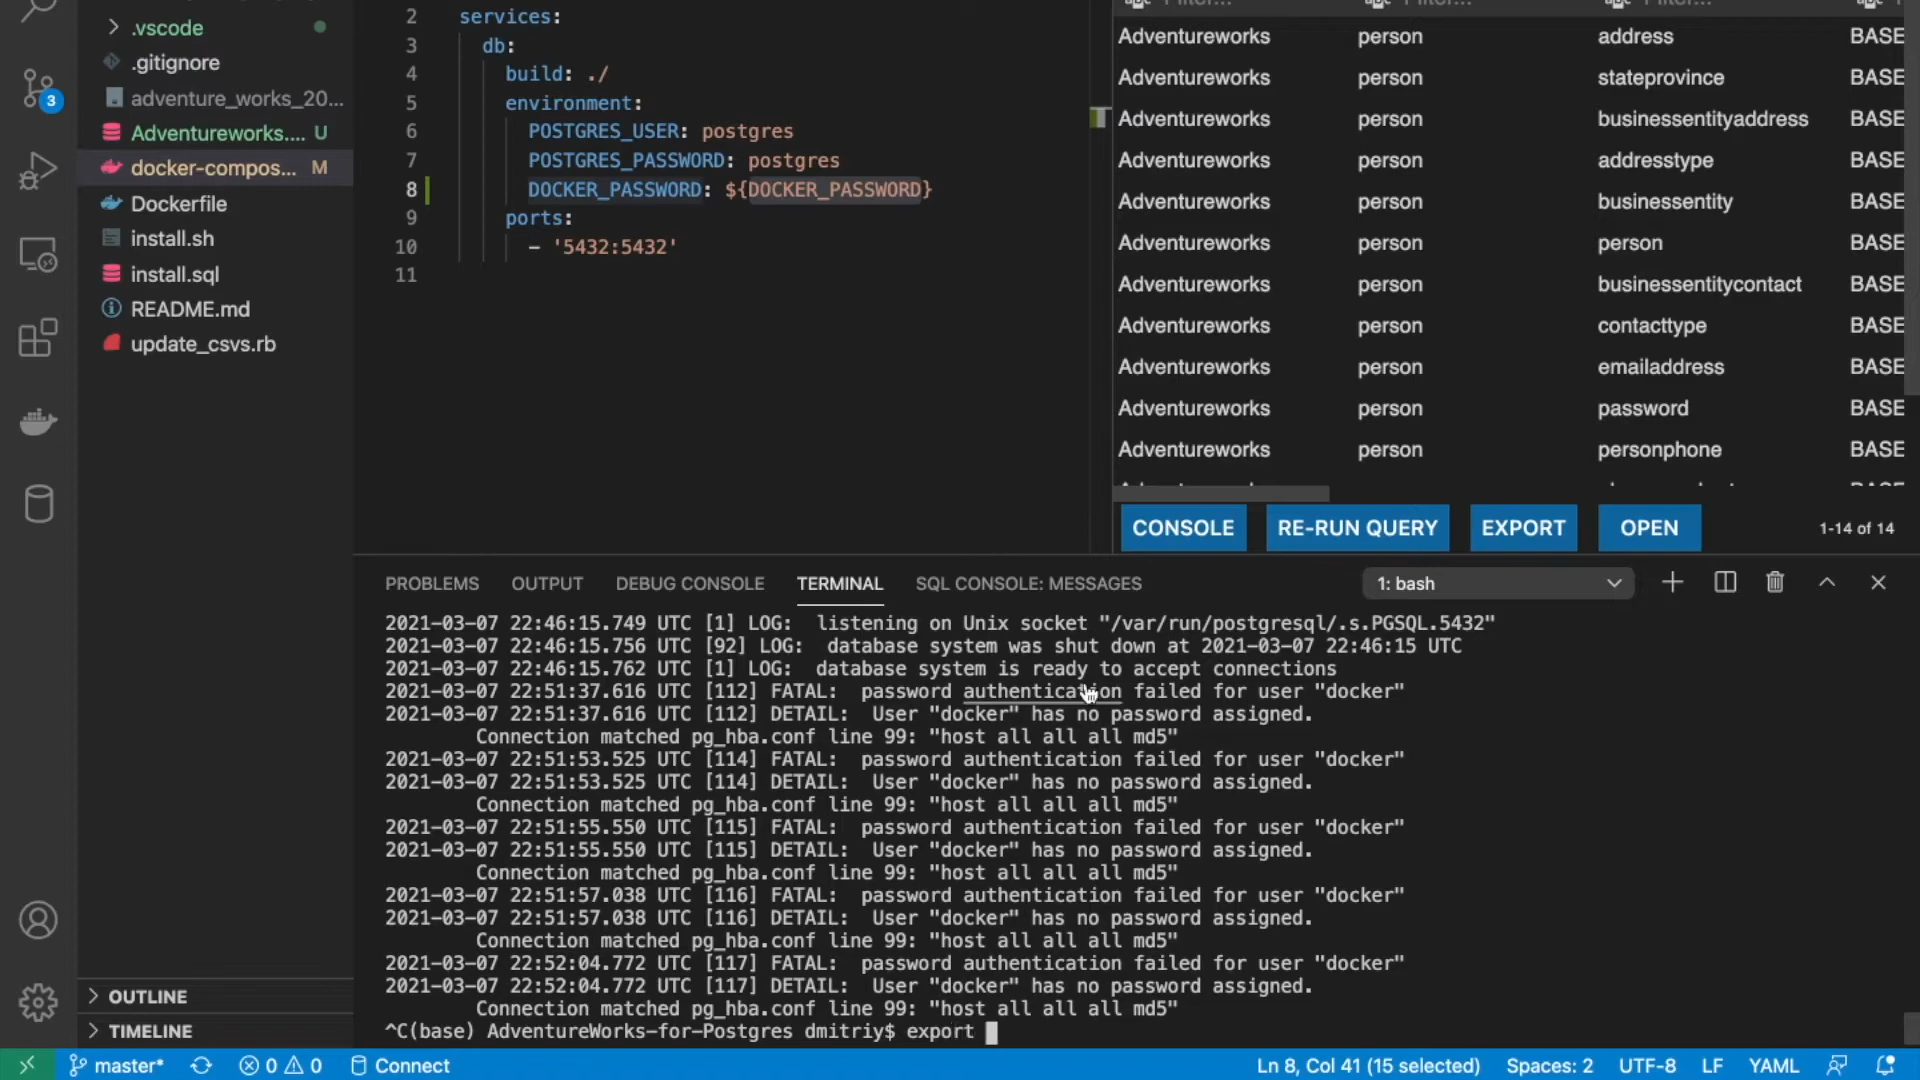 .vscode
.gitignore
adventure_works_20...
Adventureworks.... U
docker-compos... M
Dockerfile
install.sh
install.sql
README.md
update_csvs.rb
3
OUTLINE
TIMELINE
2 services:
3 db:
4 build: ./
5 environment:
6 POSTGRES_USER: postgres
7 POSTGRES_PASSWORD: postgres
8 DOCKER_PASSWORD: ${DOCKER_PASSWORD}
9 ports:
10 - '5432:5432'
11
Filter... Filter... Filter...
Adventureworks person address BASE
Adventureworks person stateprovince BASE
Adventureworks person businessentityaddress BASE
Adventureworks person addresstype BASE
Adventureworks person businessentity BASE
Adventureworks person person BASE
Adventureworks person businessentitycontact BASE
Adventureworks person contacttype BASE
Adventureworks person emailaddress BASE
Adventureworks person password BASE
Adventureworks person personphone BASE
CONSOLE RE-RUN QUERY EXPORT OPEN 1-14 of 14
PROBLEMS OUTPUT DEBUG CONSOLE TERMINAL SQL CONSOLE: MESSAGES 1: bash
2021-03-07 22:46:15.749 UTC [1] LOG:  listening on Unix socket "/var/run/postgresql/.s.PGSQL.5432"
2021-03-07 22:46:15.756 UTC [92] LOG:  database system was shut down at 2021-03-07 22:46:15 UTC
2021-03-07 22:46:15.762 UTC [1] LOG:  database system is ready to accept connections
2021-03-07 22:51:37.616 UTC [112] FATAL:  password authentication failed for user "docker"
2021-03-07 22:51:37.616 UTC [112] DETAIL:  User "docker" has no password assigned.
Connection matched pg_hba.conf line 99: "host all all all md5"
2021-03-07 22:51:53.525 UTC [114] FATAL:  password authentication failed for user "docker"
2021-03-07 22:51:53.525 UTC [114] DETAIL:  User "docker" has no password assigned.
Connection matched pg_hba.conf line 99: "host all all all md5"
2021-03-07 22:51:55.550 UTC [115] FATAL:  password authentication failed for user "docker"
2021-03-07 22:51:55.550 UTC [115] DETAIL:  User "docker" has no password assigned.
Connection matched pg_hba.conf line 99: "host all all all md5"
2021-03-07 22:51:57.038 UTC [116] FATAL:  password authentication failed for user "docker"
2021-03-07 22:51:57.038 UTC [116] DETAIL:  User "docker" has no password assigned.
Connection matched pg_hba.conf line 99: "host all all all md5"
2021-03-07 22:52:04.772 UTC [117] FATAL:  password authentication failed for user "docker"
2021-03-07 22:52:04.772 UTC [117] DETAIL:  User "docker" has no password assigned.
Connection matched pg_hba.conf line 99: "host all all all md5"
^C(base) AdventureWorks-for-Postgres dmitriy$ export
master* 0 0 Connect Ln 8, Col 41 (15 selected) Spaces: 2 UTF-8 LF YAML